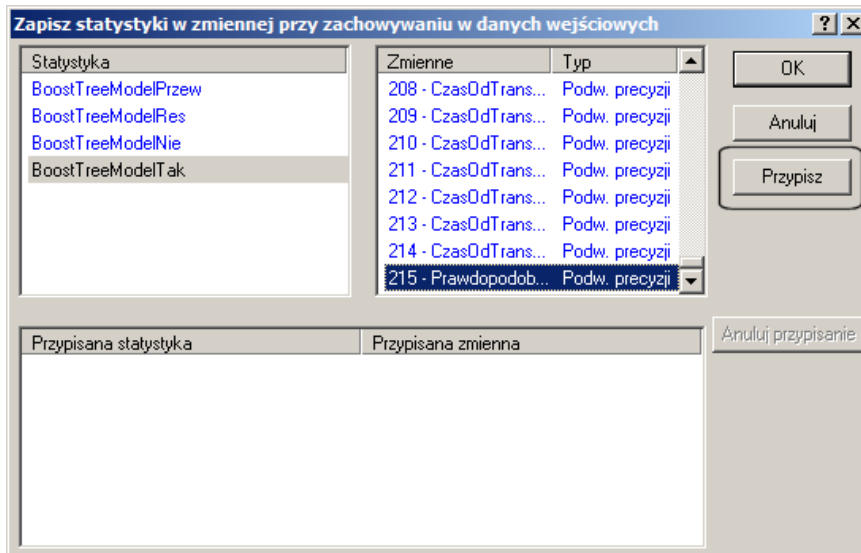 Zapisz statystyki w zmiennej przy zachowywaniu w danych wejściowych
Statystyka
BoostTreeModelPrzew
BoostTreeModelRes
BoostTreeModelNie
BoostTreeModelTak
Zmienne Typ
208 - CzasOdTrans... Podw. precyzji
209 - CzasOdTrans... Podw. precyzji
210 - CzasOdTrans... Podw. precyzji
211 - CzasOdTrans... Podw. precyzji
212 - CzasOdTrans... Podw. precyzji
213 - CzasOdTrans... Podw. precyzji
214 - CzasOdTrans... Podw. precyzji
215 - Prawdopodob... Podw. precyzji
OK
Anuluj
Przypisz
Anuluj przypisanie
Przypisana statystyka Przypisana zmienna